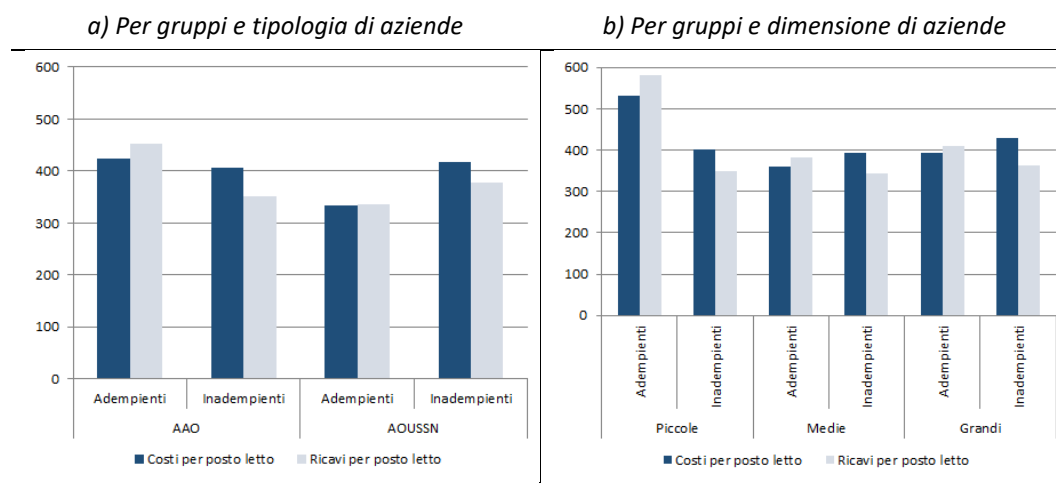 a) Per gruppi e tipologia di aziende
600
500
400
300
200
100
0
Adempienti Inadempienti Adempienti Inadempienti
AAO AOUSSN
Costi per posto letto Ricavi per posto letto
b) Per gruppi e dimensione di aziende
600
500
400
300
200
100
0
Adempienti Inadempienti Adempienti Inadempienti Adempienti Inadempienti
Piccole Medie Grandi
Costi per posto letto Ricavi per posto letto